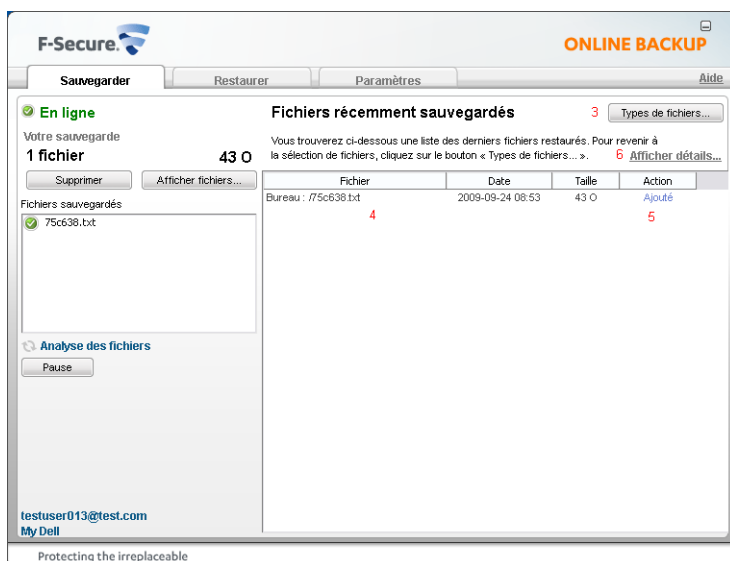 F-Secure.
ONLINE BACKUP
Sauvegarder Restaurer Paramètres Aide
En ligne
Votre sauvegarde
1 fichier 43 O
Supprimer Afficher fichiers...
Fichiers sauvegardés
75c638.txt
Analyse des fichiers
Pause
testuser013@test.com
My Dell
Fichiers récemment sauvegardés 3 Types de fichiers...
Vous trouverez ci-dessous une liste des derniers fichiers restaurés. Pour revenir à
la sélection de fichiers, cliquez sur le bouton « Types de fichiers... ». 6 Afficher détails...
Fichier Date Taille Action
Bureau : /75c638.txt 2009-09-24 08:53 43 O Ajouté
4 5
Protecting the irreplaceable